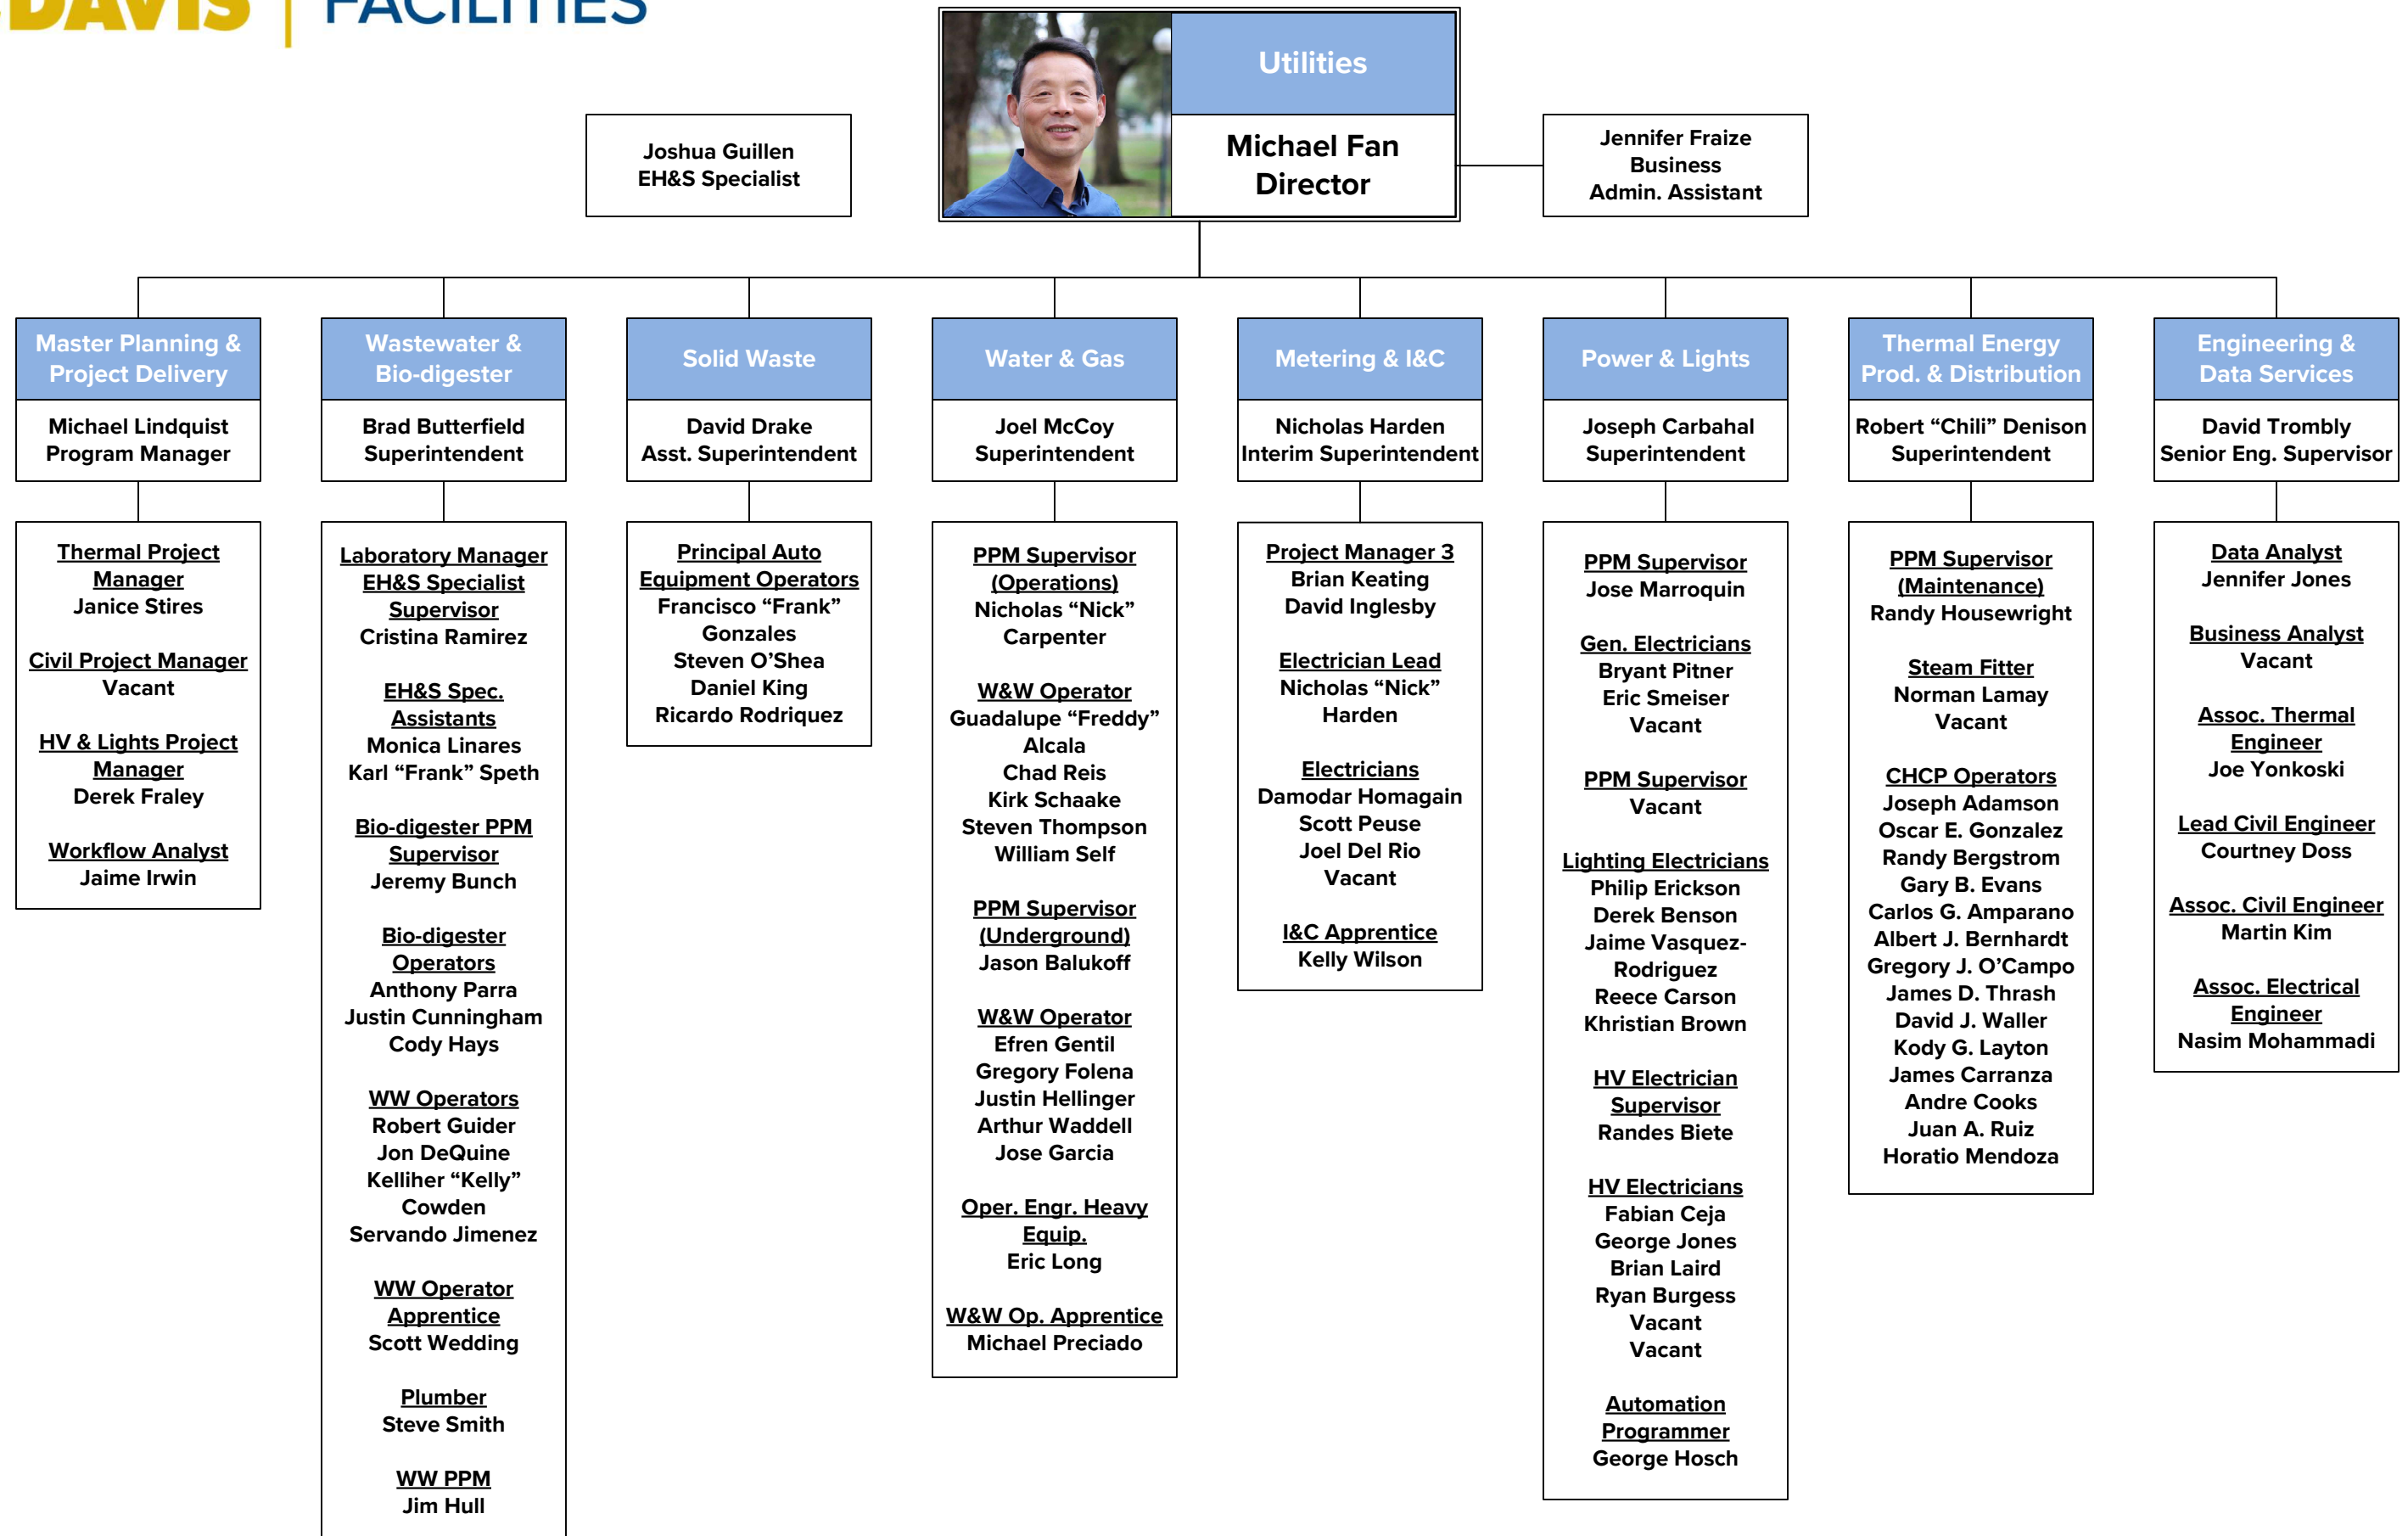 DAVIS | FACILITIES
Utilities
Michael Fan
Director
Joshua Guillen
EH&S Specialist
Jennifer Fraize
Business
Admin. Assistant
Master Planning &
Project Delivery
Michael Lindquist
Program Manager
Thermal Project
Manager
Janice Stires
Civil Project Manager
Vacant
HV & Lights Project
Manager
Derek Fraley
Workflow Analyst
Jaime Irwin
Wastewater &
Bio-digester
Brad Butterfield
Superintendent
Laboratory Manager
EH&S Specialist
Supervisor
Cristina Ramirez
EH&S Spec.
Assistants
Monica Linares
Karl “Frank” Speth
Bio-digester PPM
Supervisor
Jeremy Bunch
Bio-digester
Operators
Anthony Parra
Justin Cunningham
Cody Hays
WW Operators
Robert Guider
Jon DeQuine
Kelliher “Kelly”
Cowden
Servando Jimenez
WW Operator
Apprentice
Scott Wedding
Plumber
Steve Smith
WW PPM
Jim Hull
Solid Waste
David Drake
Asst. Superintendent
Principal Auto
Equipment Operators
Francisco “Frank”
Gonzales
Steven O’Shea
Daniel King
Ricardo Rodriquez
Water & Gas
Joel McCoy
Superintendent
PPM Supervisor
(Operations)
Nicholas “Nick”
Carpenter
W&W Operator
Guadalupe “Freddy”
Alcala
Chad Reis
Kirk Schaake
Steven Thompson
William Self
PPM Supervisor
(Underground)
Jason Balukoff
W&W Operator
Efren Gentil
Gregory Folena
Justin Hellinger
Arthur Waddell
Jose Garcia
Oper. Engr. Heavy
Equip.
Eric Long
W&W Op. Apprentice
Michael Preciado
Metering & I&C
Nicholas Harden
Interim Superintendent
Project Manager 3
Brian Keating
David Inglesby
Electrician Lead
Nicholas “Nick”
Harden
Electricians
Damodar Homagain
Scott Peuse
Joel Del Rio
Vacant
I&C Apprentice
Kelly Wilson
Power & Lights
Joseph Carbahal
Superintendent
PPM Supervisor
Jose Marroquin
Gen. Electricians
Bryant Pitner
Eric Smeiser
Vacant
PPM Supervisor
Vacant
Lighting Electricians
Philip Erickson
Derek Benson
Jaime Vasquez-
Rodriguez
Reece Carson
Khristian Brown
HV Electrician
Supervisor
Randes Biete
HV Electricians
Fabian Ceja
George Jones
Brian Laird
Ryan Burgess
Vacant
Vacant
Automation
Programmer
George Hosch
Thermal Energy
Prod. & Distribution
Robert “Chili” Denison
Superintendent
PPM Supervisor
(Maintenance)
Randy Housewright
Steam Fitter
Norman Lamay
Vacant
CHCP Operators
Joseph Adamson
Oscar E. Gonzalez
Randy Bergstrom
Gary B. Evans
Carlos G. Amparano
Albert J. Bernhardt
Gregory J. O’Campo
James D. Thrash
David J. Waller
Kody G. Layton
James Carranza
Andre Cooks
Juan A. Ruiz
Horatio Mendoza
Engineering &
Data Services
David Trombly
Senior Eng. Supervisor
Data Analyst
Jennifer Jones
Business Analyst
Vacant
Assoc. Thermal
Engineer
Joe Yonkoski
Lead Civil Engineer
Courtney Doss
Assoc. Civil Engineer
Martin Kim
Assoc. Electrical
Engineer
Nasim Mohammadi